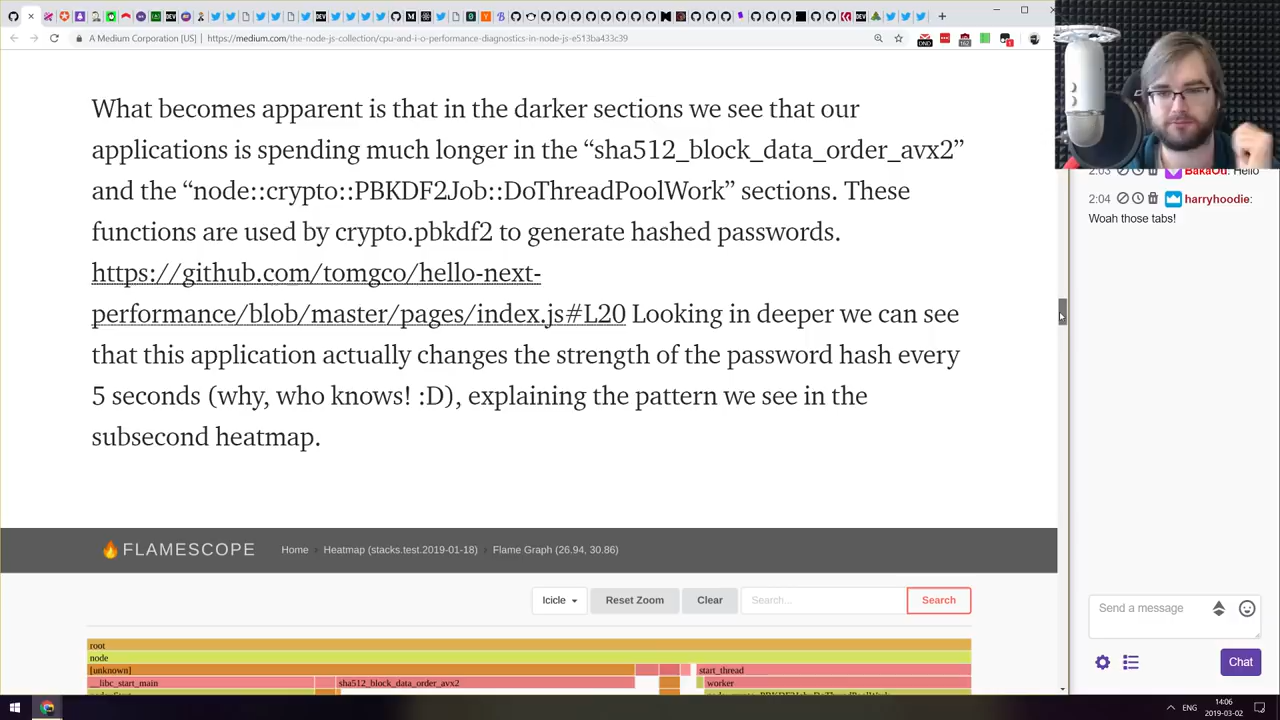 A Medium Corporation [US] | https://medium.com/the-node-js-collection/cpu-and-i-o-performance-diagnostics-in-node-js-e513ba433c39
DND
162
1
What becomes apparent is that in the darker sections we see that our
applications is spending much longer in the “sha512_block_data_order_avx2”
and the “node::crypto::PBKDF2Job::DoThreadPoolWork” sections. These
functions are used by crypto.pbkdf2 to generate hashed passwords.
https://github.com/tomgco/hello-next-
performance/blob/master/pages/index.js#L20 Looking in deeper we can see
that this application actually changes the strength of the password hash every
5 seconds (why, who knows! :D), explaining the pattern we see in the
subsecond heatmap.
FLAMESCOPE Home Heatmap (stacks.test.2019-01-18) Flame Graph (26.94, 30.86)
Icicle Reset Zoom Clear Search... Search
root
node
[unknown] start_thread
__libc_start_main sha512_block_data_order_avx2 worker
2:03 BakaOu: Hello
2:04 harryhoodie:
Woah those tabs!
Send a message
Chat
ENG
14:06
2019-03-02